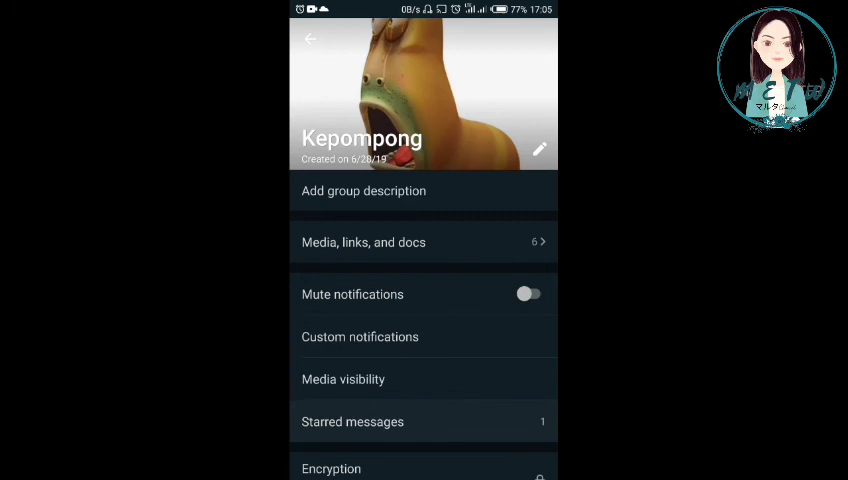 0B/s 77% 17:05
Kepompong
Created on 6/28/19
Add group description
Media, links, and docs 6
Mute notifications
Custom notifications
Media visibility
Starred messages 1
Encryption
マルタ